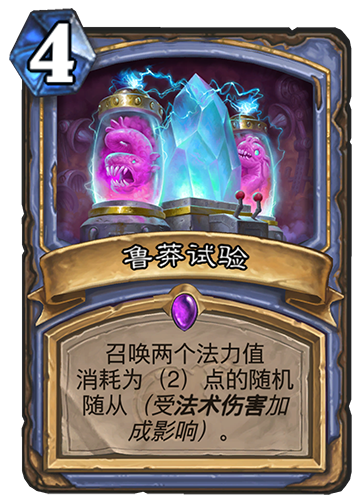 4
鲁莽试验
召唤两个法力值
消耗为（2）点的随机
随从（受法术伤害加
成影响）。